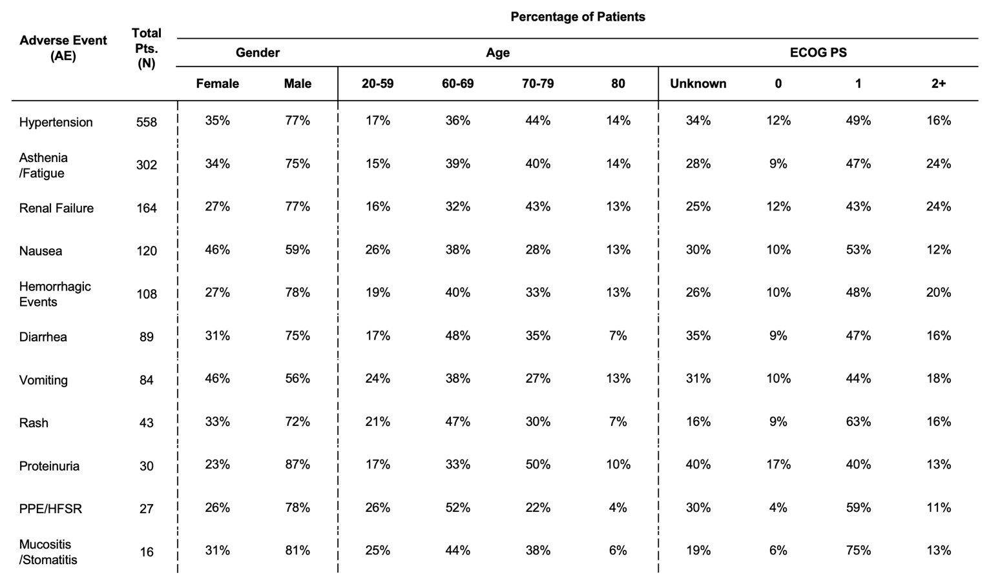 Percentage of Patients
Adverse Event (AE) Total Pts. (N)
Gender Age ECOG PS
Female Male 20-59 60-69 70-79 80 Unknown 0 1 2+
Hypertension 558 35% 77% 17% 36% 44% 14% 34% 12% 49% 16%
Asthenia /Fatigue 302 34% 75% 15% 39% 40% 14% 28% 9% 47% 24%
Renal Failure 164 27% 77% 16% 32% 43% 13% 25% 12% 43% 24%
Nausea 120 46% 59% 26% 38% 28% 13% 30% 10% 53% 12%
Hemorrhagic Events 108 27% 78% 19% 40% 33% 13% 26% 10% 48% 20%
Diarrhea 89 31% 75% 17% 48% 35% 7% 35% 9% 47% 16%
Vomiting 84 46% 56% 24% 38% 27% 13% 31% 10% 44% 18%
Rash 43 33% 72% 21% 47% 30% 7% 16% 9% 63% 16%
Proteinuria 30 23% 87% 17% 33% 50% 10% 40% 17% 40% 13%
PPE/HFSR 27 26% 78% 26% 52% 22% 4% 30% 4% 59% 11%
Mucositis /Stomatitis 16 31% 81% 25% 44% 38% 6% 19% 6% 75% 13%